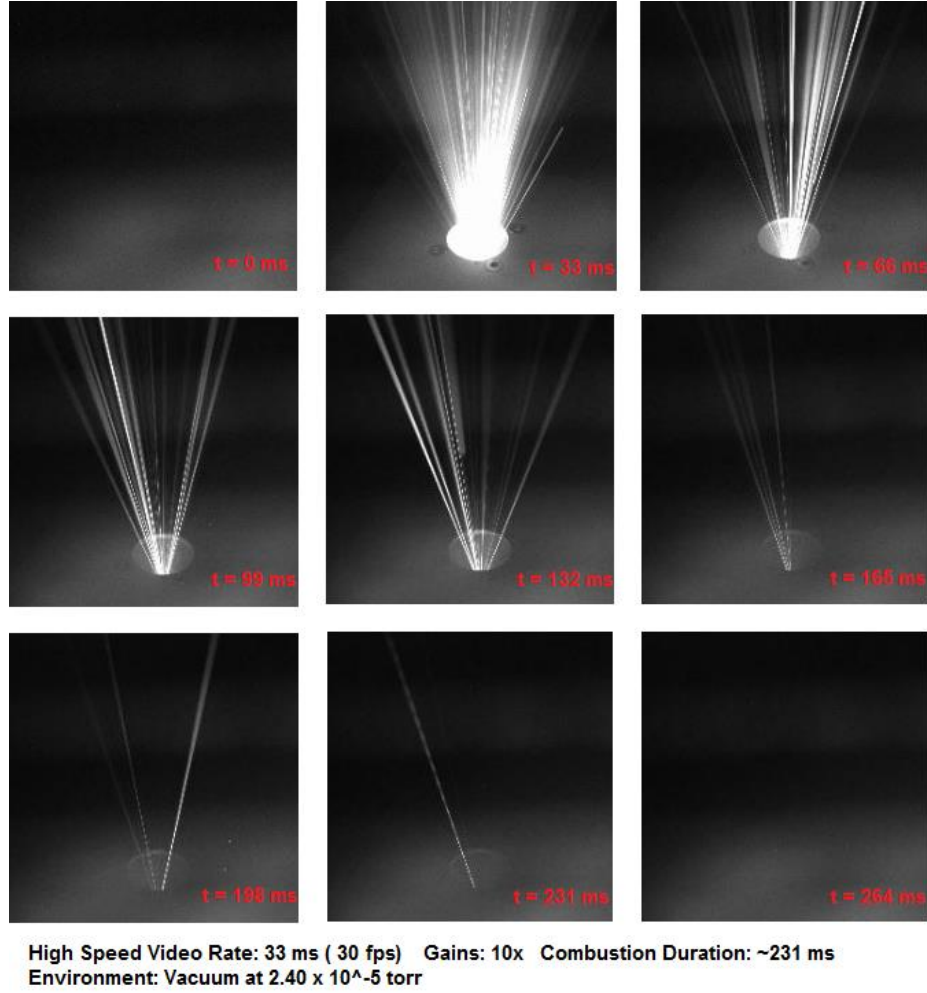 t = 0 ms
t = 33 ms
t = 66 ms
t = 99 ms
t = 132 ms
t = 165 ms
t = 198 ms
t = 231 ms
t = 264 ms
High Speed Video Rate: 33 ms ( 30 fps) Gains: 10x Combustion Duration: ~231 ms
Environment: Vacuum at 2.40 x 10^-5 torr